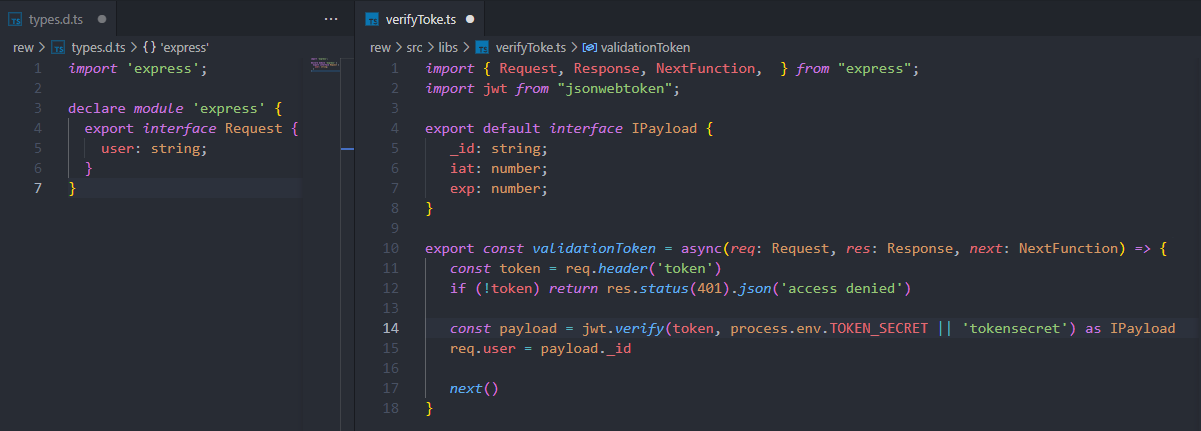 TS types.d.ts ● ···
rew > TS types.d.ts > {} 'express'
1 import 'express';
2
3 declare module 'express' {
4 export interface Request {
5 user: string;
6 }
7 }
TS verifyToke.ts ●
rew > src > libs > TS verifyToke.ts > validationToken
1 import { Request, Response, NextFunction,  } from "express";
2 import jwt from "jsonwebtoken";
3
4 export default interface IPayload {
5 _id: string;
6 iat: number;
7 exp: number;
8 }
9
10 export const validationToken = async(req: Request, res: Response, next: NextFunction) => {
11 const token = req.header('token')
12 if (!token) return res.status(401).json('access denied')
13
14 const payload = jwt.verify(token, process.env.TOKEN_SECRET || 'tokensecret') as IPayload
15 req.user = payload._id
16
17 next()
18 }